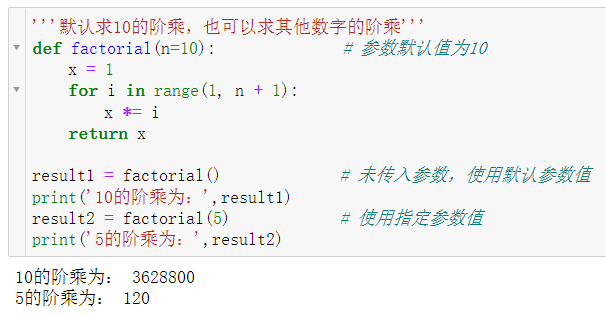 '''默认求10的阶乘，也可以求其他数字的阶乘'''
def factorial(n=10):                # 参数默认值为10
    x = 1
    for i in range(1, n + 1):
        x *= i
    return x

result1 = factorial()               # 未传入参数，使用默认参数值
print('10的阶乘为：',result1)
result2 = factorial(5)              # 使用指定参数值
print('5的阶乘为：',result2)
10的阶乘为： 3628800
5的阶乘为： 120